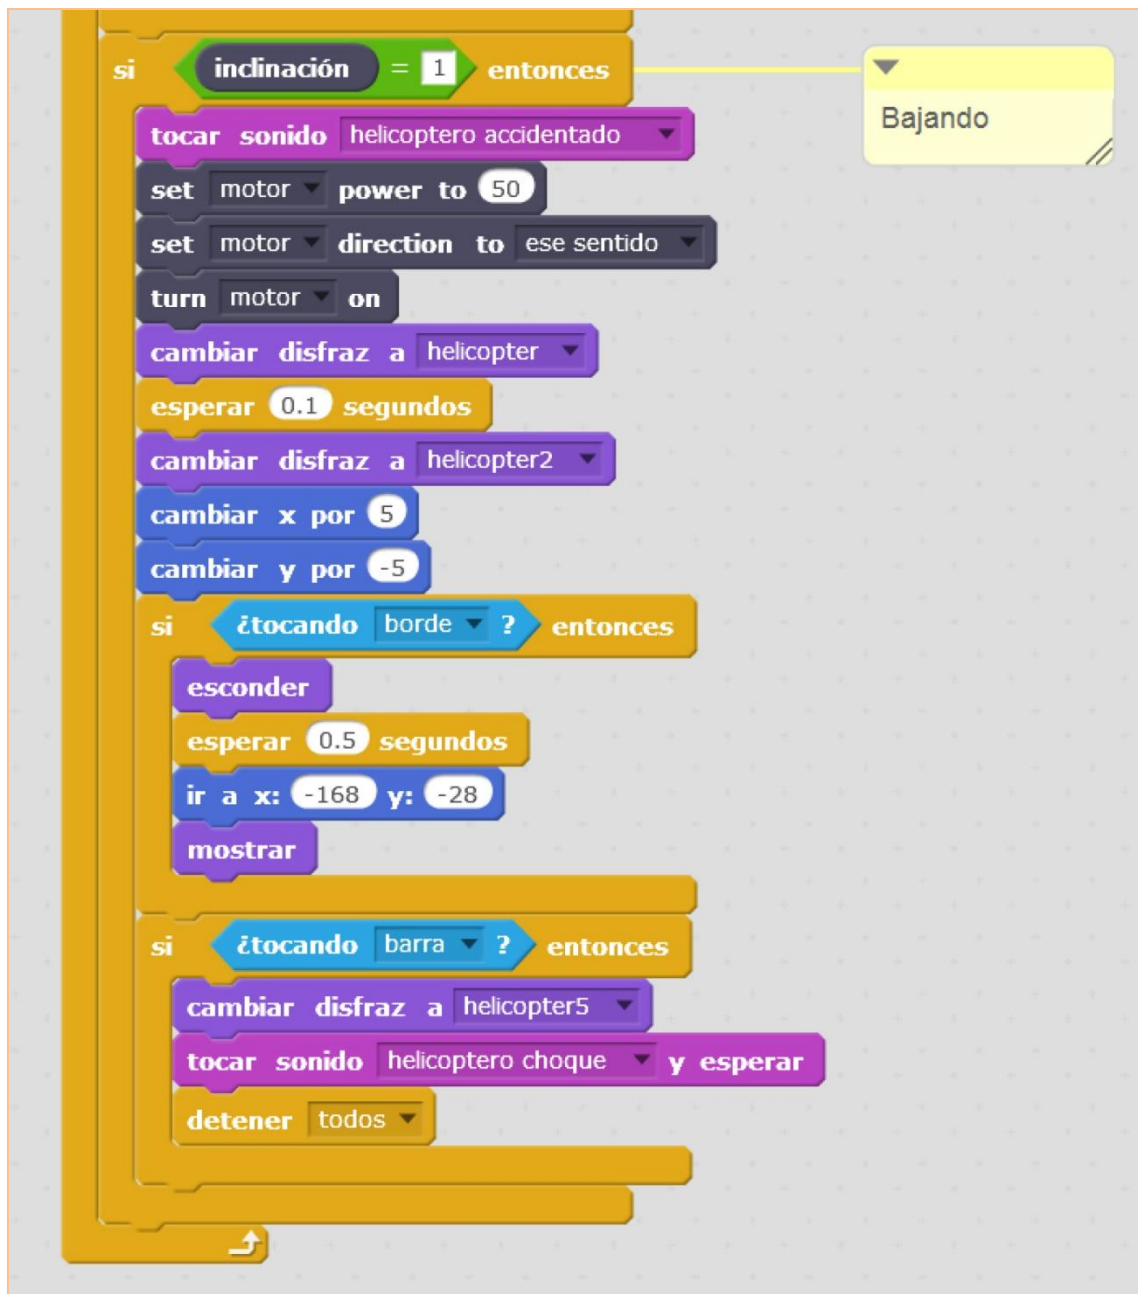 si inclinación = 1 entonces
Bajando
tocar sonido helicoptero accidentado
set motor power to 50
set motor direction to ese sentido
turn motor on
cambiar disfraz a helicopter
esperar 0.1 segundos
cambiar disfraz a helicopter2
cambiar x por 5
cambiar y por -5
si ¿tocando borde ? entonces
esconder
esperar 0.5 segundos
ir a x: -168 y: -28
mostrar
si ¿tocando barra ? entonces
cambiar disfraz a helicopter5
tocar sonido helicoptero choque y esperar
detener todos